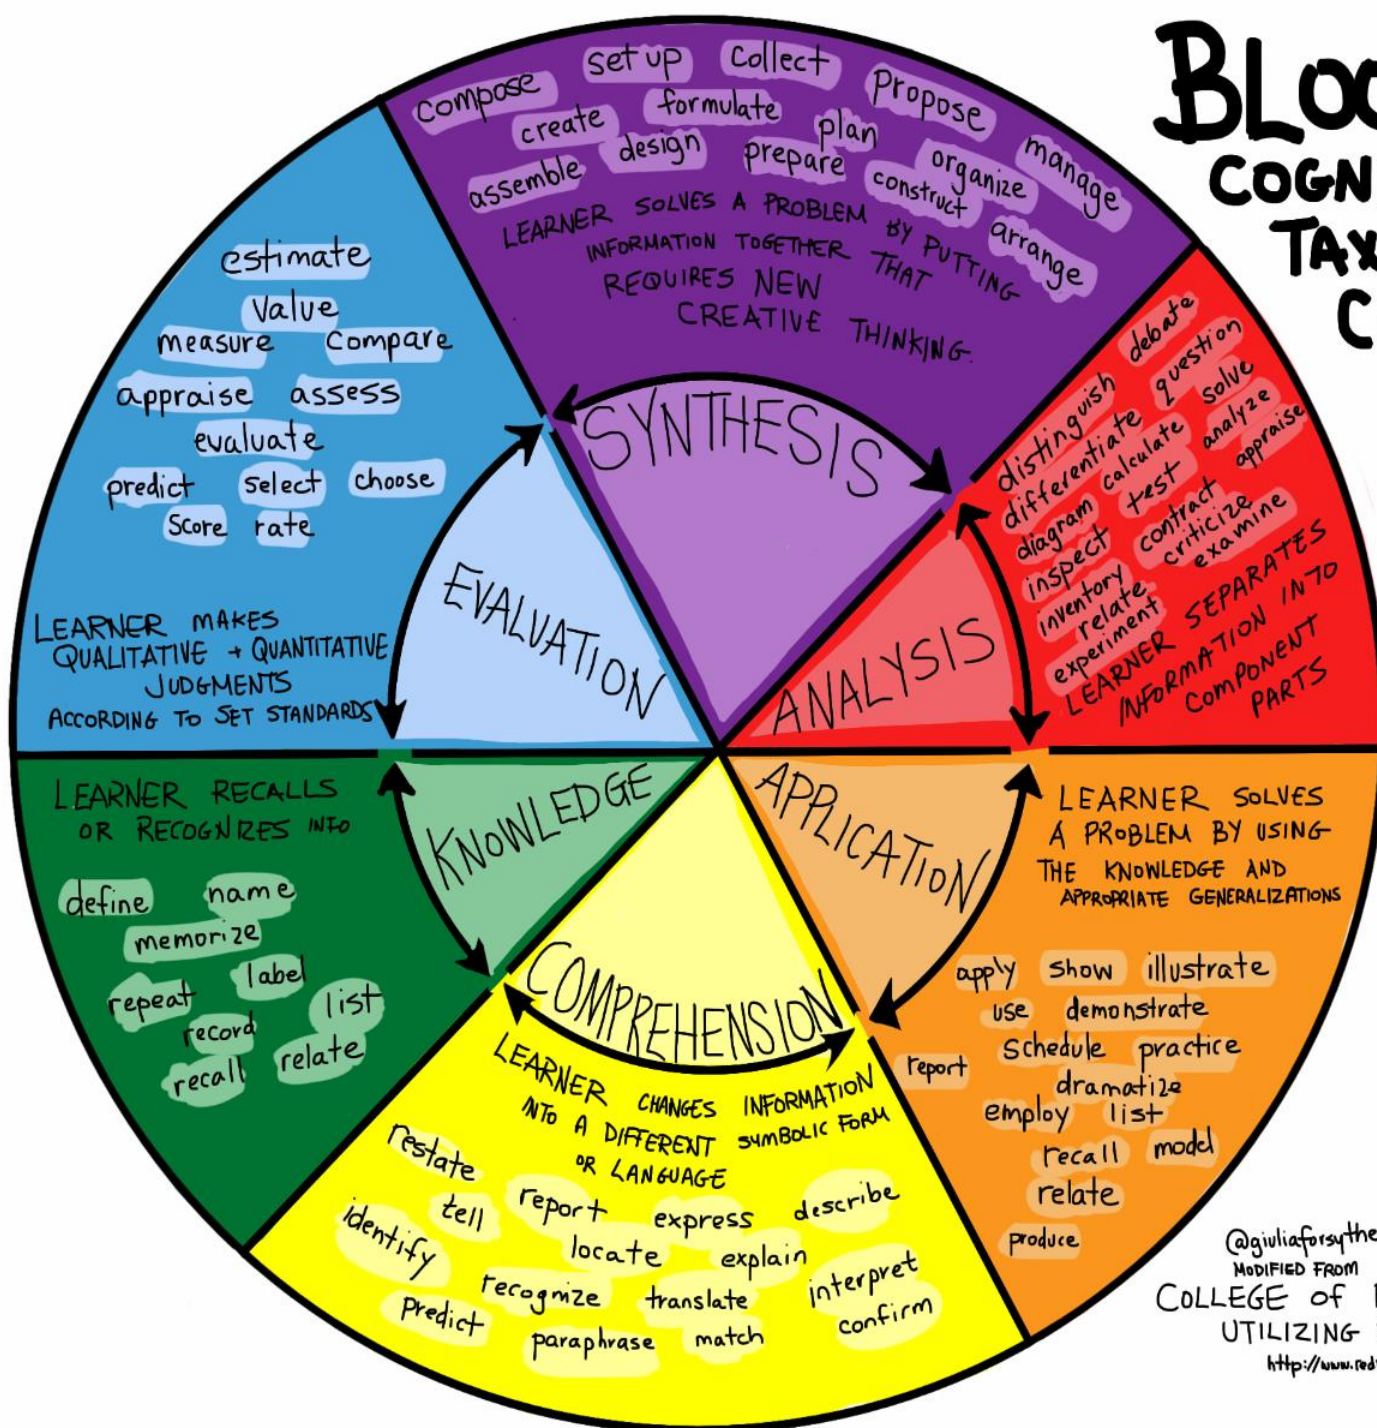 BLOO
COGN
TAX
C
compose set up collect propose manage
create formulate plan organize
assemble design prepare construct arrange
LEARNER SOLVES A PROBLEM BY PUTTING
INFORMATION TOGETHER THAT
REQUIRES NEW
CREATIVE THINKING.
SYNTHESIS
debate
question
solve
distinguish
differentiate
calculate
analyze
appraise
diagram
test
inspect
contract
criticize
examine
inventory
relate
experiment
LEARNER SEPARATES
INFORMATION INTO
COMPONENT
PARTS
ANALYSIS
estimate
value
measure compare
appraise assess
evaluate
predict select choose
score rate
LEARNER MAKES
QUALITATIVE + QUANTITATIVE
JUDGMENTS
ACCORDING TO SET STANDARDS
EVALUATION
LEARNER RECALLS
OR RECOGNIZES INFO
define name
memorize
repeat label
record list
recall relate
KNOWLEDGE
COMPREHENSION
LEARNER CHANGES INFORMATION
INTO A DIFFERENT SYMBOLIC FORM
OR LANGUAGE
restate
tell report express describe
identify locate explain
recognize translate interpret
predict paraphrase match confirm
APPLICATION
LEARNER SOLVES
A PROBLEM BY USING
THE KNOWLEDGE AND
APPROPRIATE GENERALIZATIONS
apply show illustrate
use demonstrate
report schedule practice
dramatize
employ list
recall model
relate
produce
@giuliaforsythe
MODIFIED FROM
COLLEGE OF
UTILIZING
http://www.red